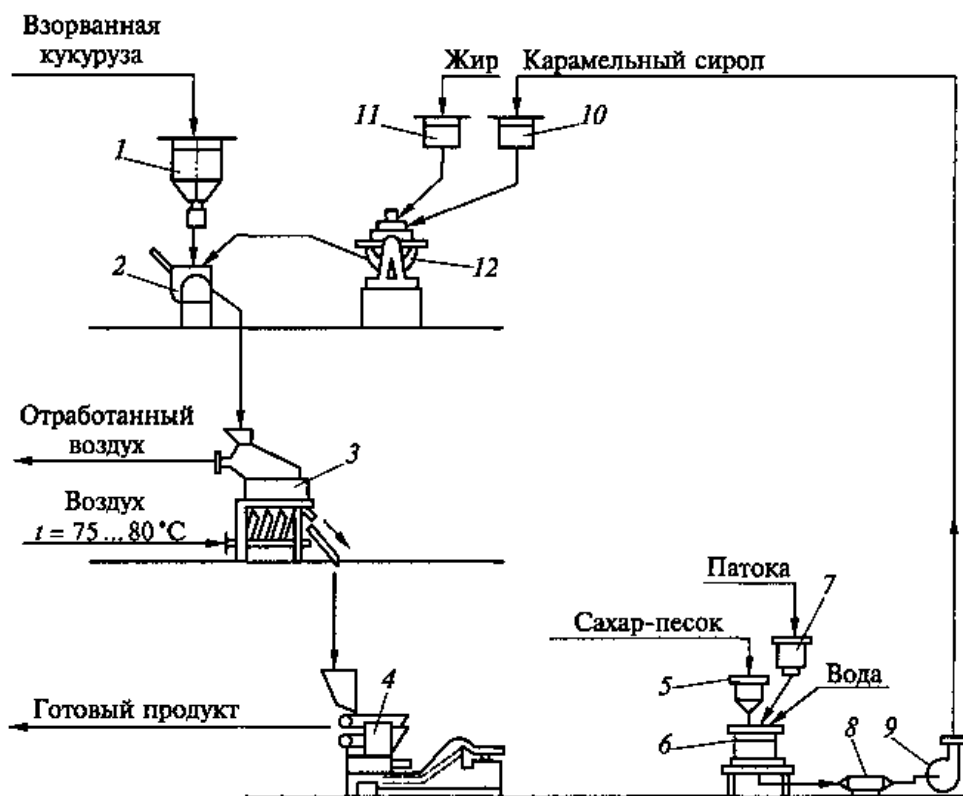 Взорванная
кукуруза
Жир
Карамельный сироп
11
10
1
2
12
Отработанный
воздух
3
Воздух
t = 75 ... 80 °C
Патока
7
Сахар-песок
4
5
Вода
Готовый продукт
6
8
9